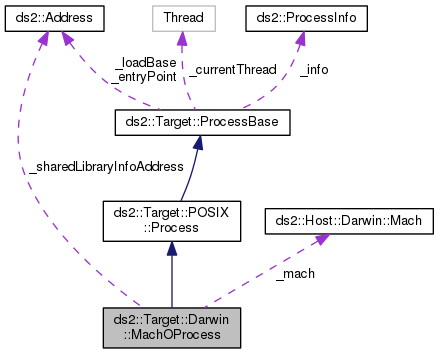 ds2::Address
Thread
ds2::ProcessInfo
_loadBase
_entryPoint
_currentThread
_info
ds2::Target::ProcessBase
_sharedLibraryInfoAddress
ds2::Target::POSIX
::Process
ds2::Host::Darwin::Mach
_mach
ds2::Target::Darwin
::MachOProcess